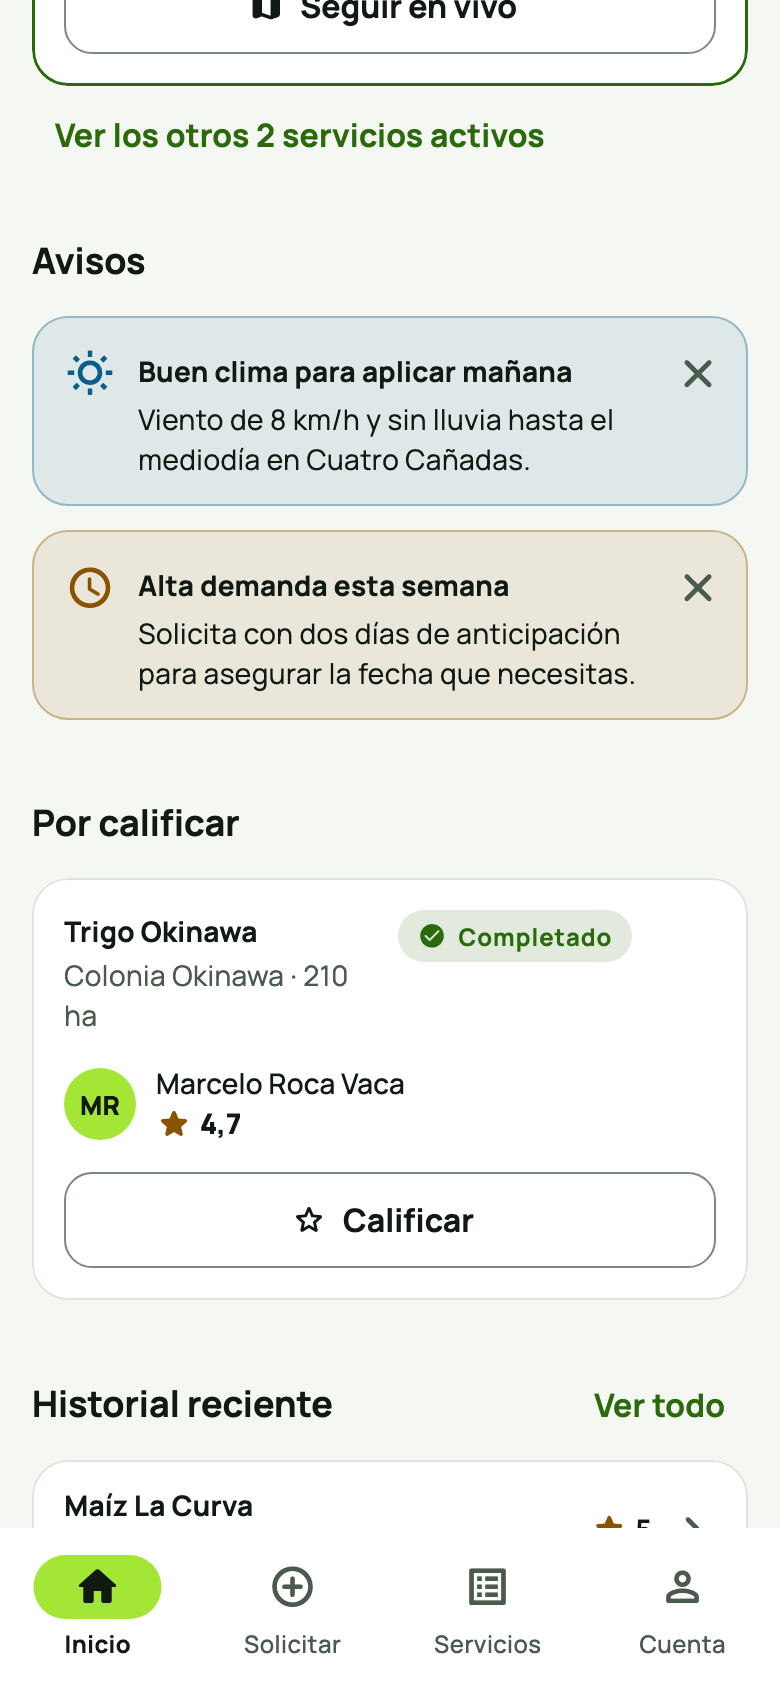 Seguir en vivo
Ver los otros 2 servicios activos
Avisos
Buen clima para aplicar mañana
Viento de 8 km/h y sin lluvia hasta el
mediodía en Cuatro Cañadas.
Alta demanda esta semana
Solicita con dos días de anticipación
para asegurar la fecha que necesitas.
Por calificar
Trigo Okinawa
Completado
Colonia Okinawa · 210
ha
MR
Marcelo Roca Vaca
4,7
Calificar
Historial reciente
Ver todo
Maíz La Curva
5
Inicio
Solicitar
Servicios
Cuenta